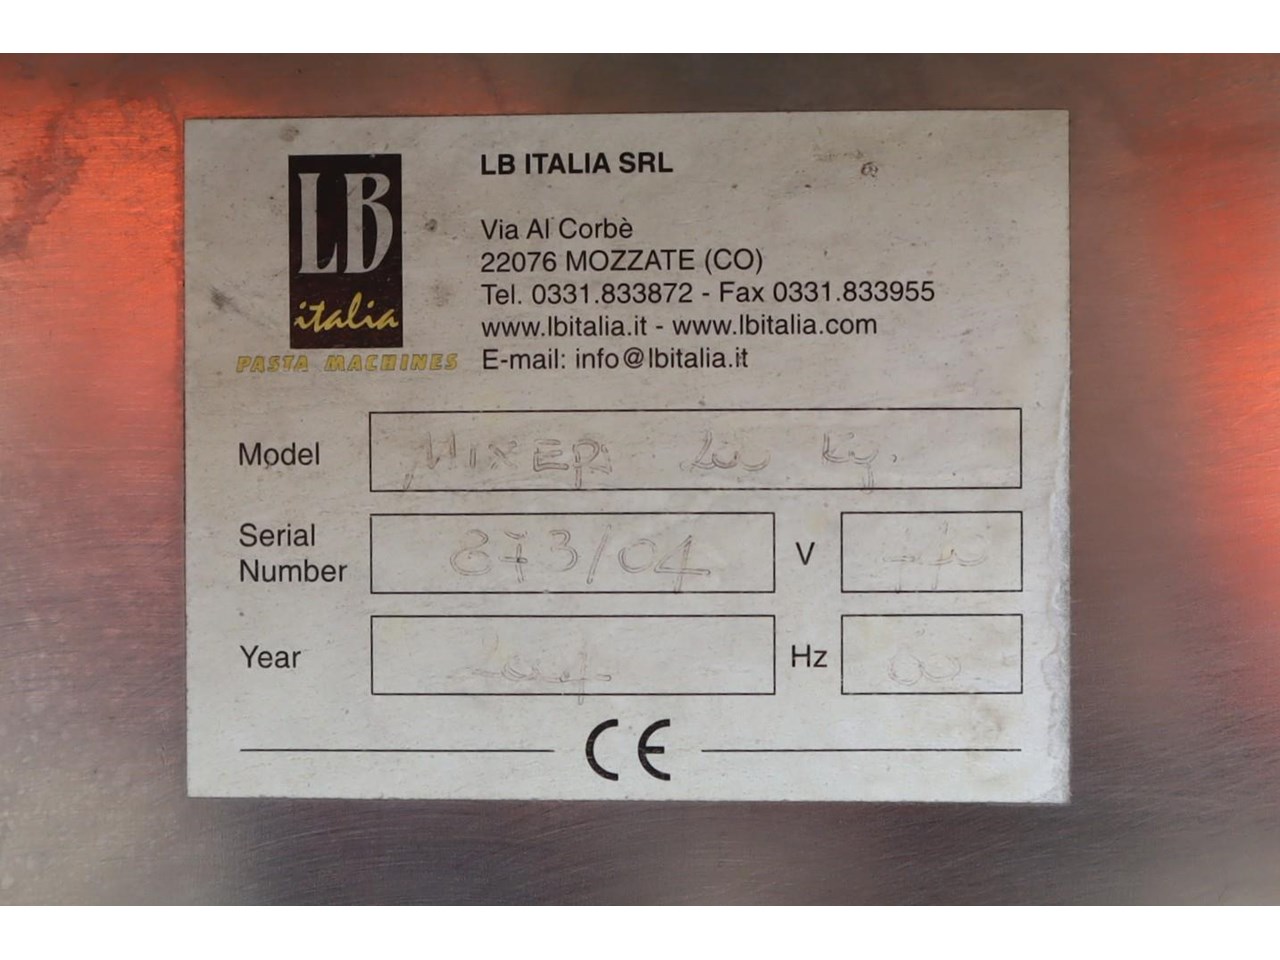 LB
italia
PASTA MACHINES
LB ITALIA SRL
Via Al Corbè
22076 MOZZATE (CO)
Tel. 0331.833872 - Fax 0331.833955
www.lbitalia.it - www.lbitalia.com
E-mail: info@lbitalia.it
Model MIXER Kg.
Serial Number 873/04 V
Year 2004 Hz 60
CE